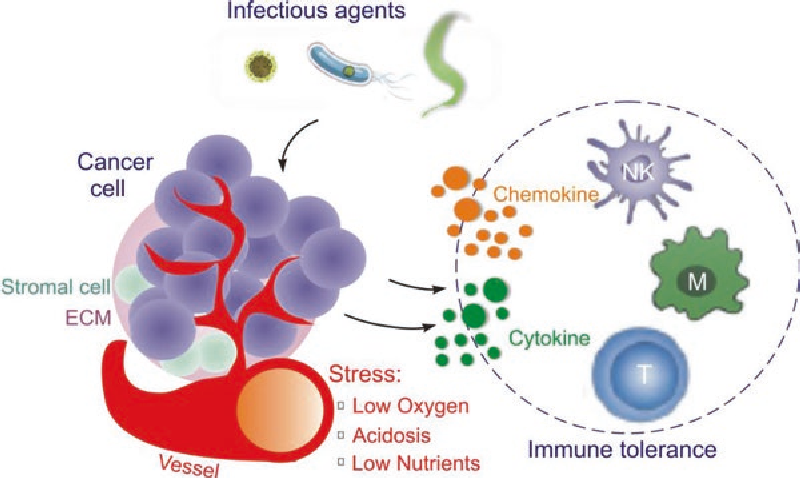 Infectious agents
Cancer
cell
NK
Chemokine
Stromal cell
ECM
M
Cytokine
T
Stress:
▯ Low Oxygen
▯ Acidosis
▯ Low Nutrients
Immune tolerance
Vessel